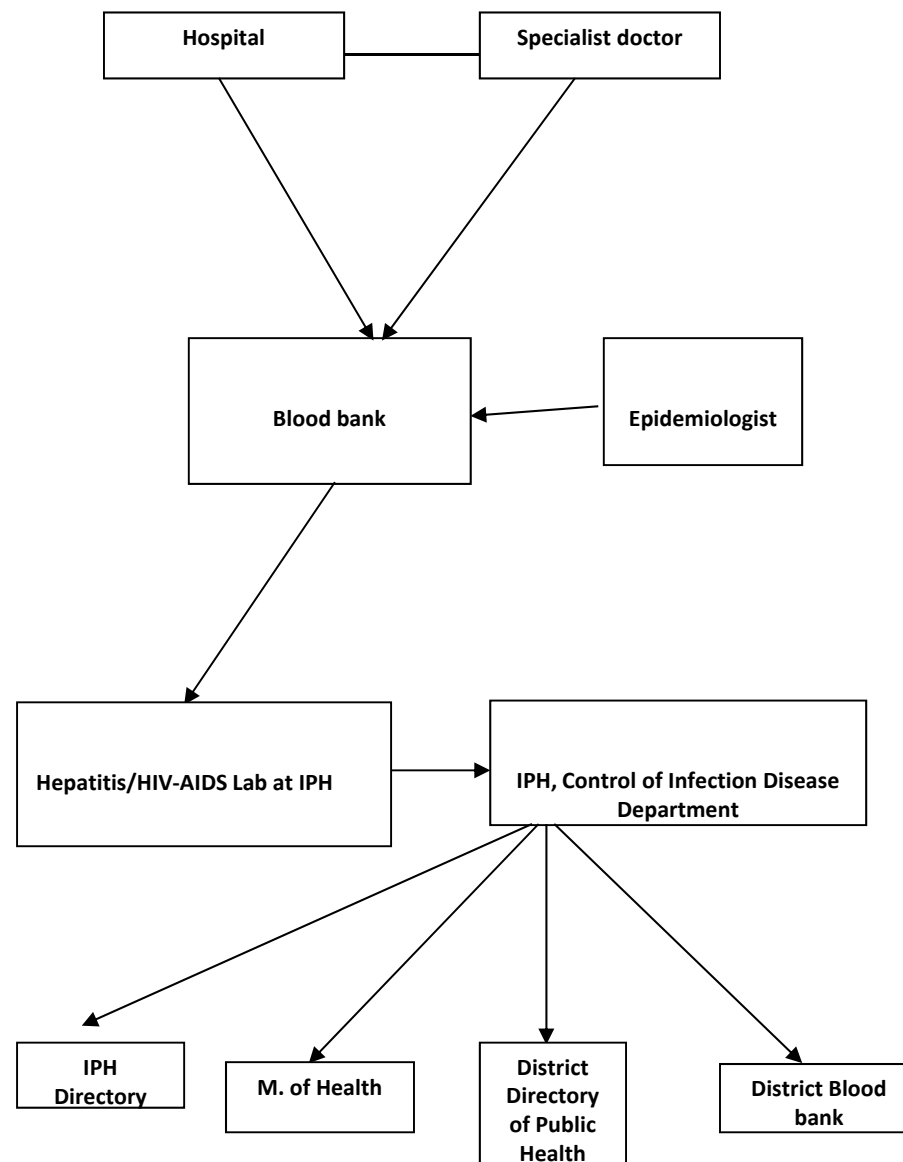 Hospital
Specialist doctor
Blood bank
Epidemiologist
Hepatitis/HIV-AIDS Lab at IPH
IPH, Control of Infection Disease
Department
IPH
Directory
M. of Health
District
Directory
of Public
Health
District Blood
bank